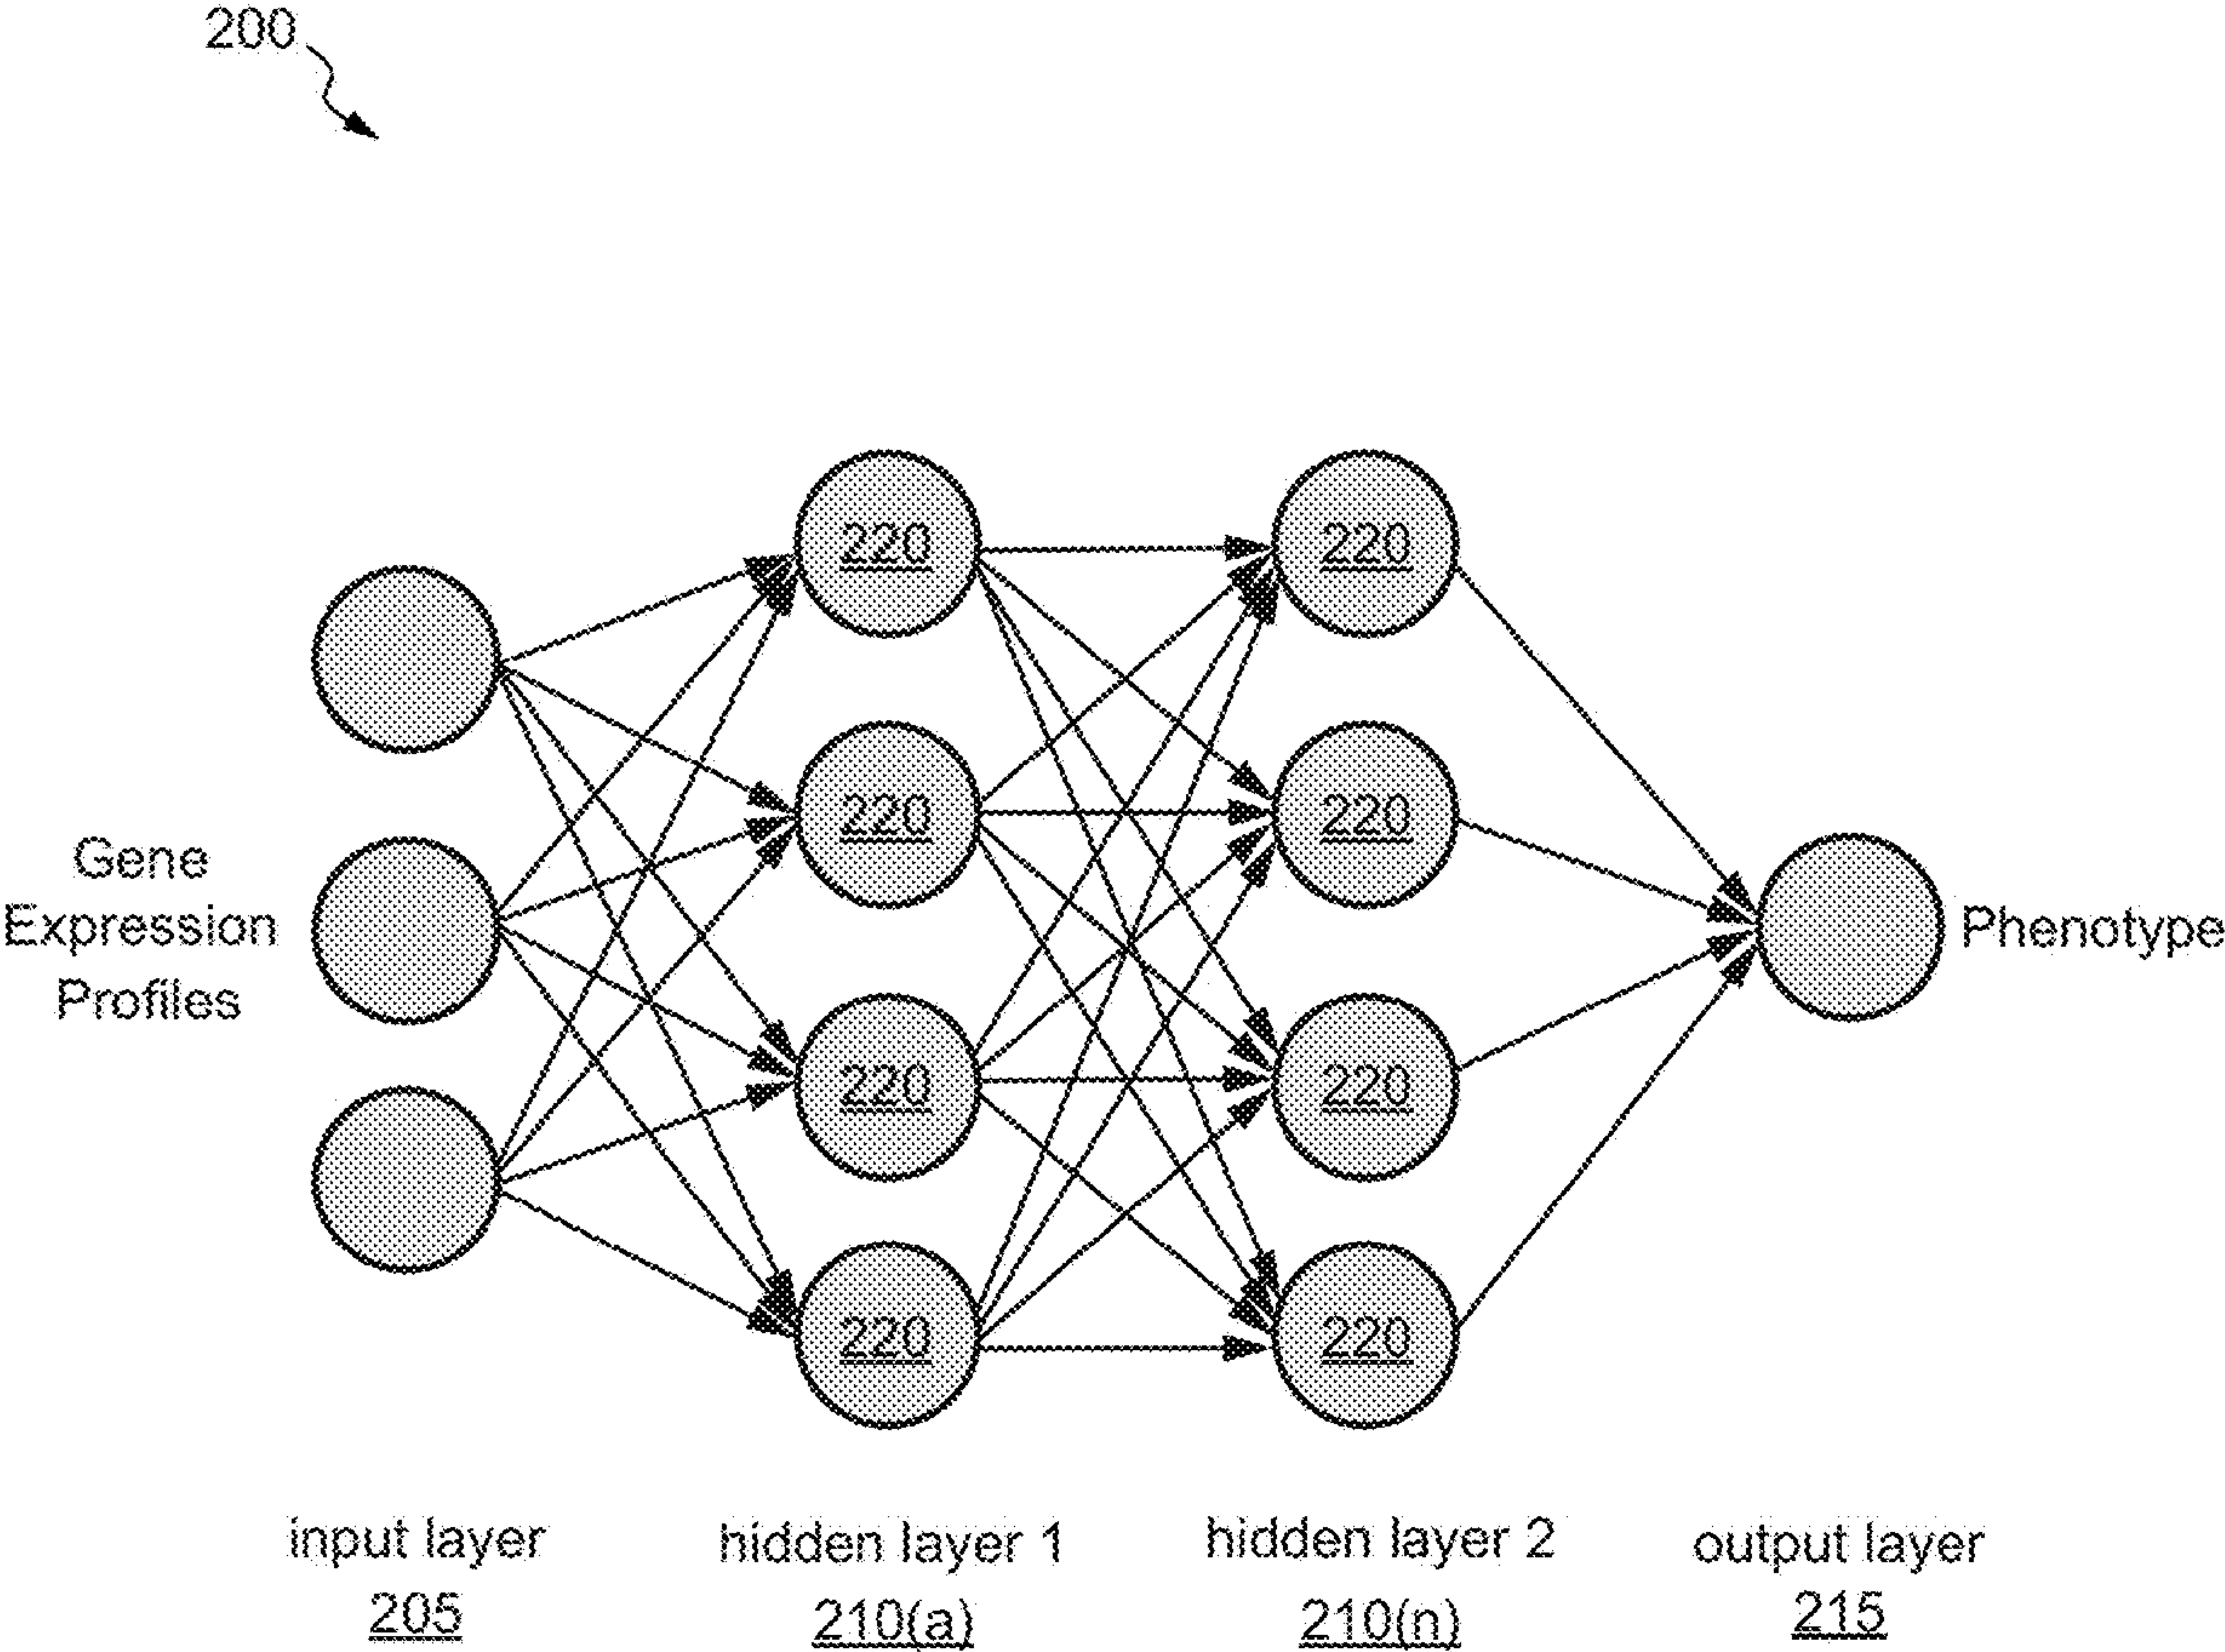 200
220 220
220 220
Gene
Expression
Profiles
Phenotype
220 220
220 220
input layer
205
hidden layer 1
210(a)
hidden layer 2
210(n)
output layer
215